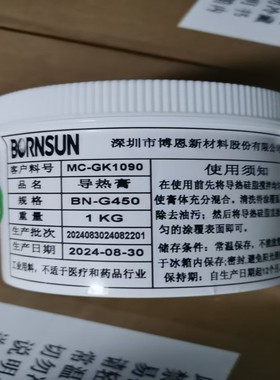 BORNSUN
深圳市博恩新材料股份有限公司
客户料号 MC-GK1090
品名 导热膏
规格 BN-G450
重量 1 KG
生产批次 2024083024082201
生产日期 2024-08-30
工业用料，不适于医疗和药品行业
使用须知
在使用前先将导热硅脂搅拌
使膏体充分混合。清洗待涂覆
除去油污；然后将导热硅脂
匀的涂覆表面即可。
储存条件：常温保存，不
于冰箱内保存；密封，避免
保持期：自生产日期起12个月